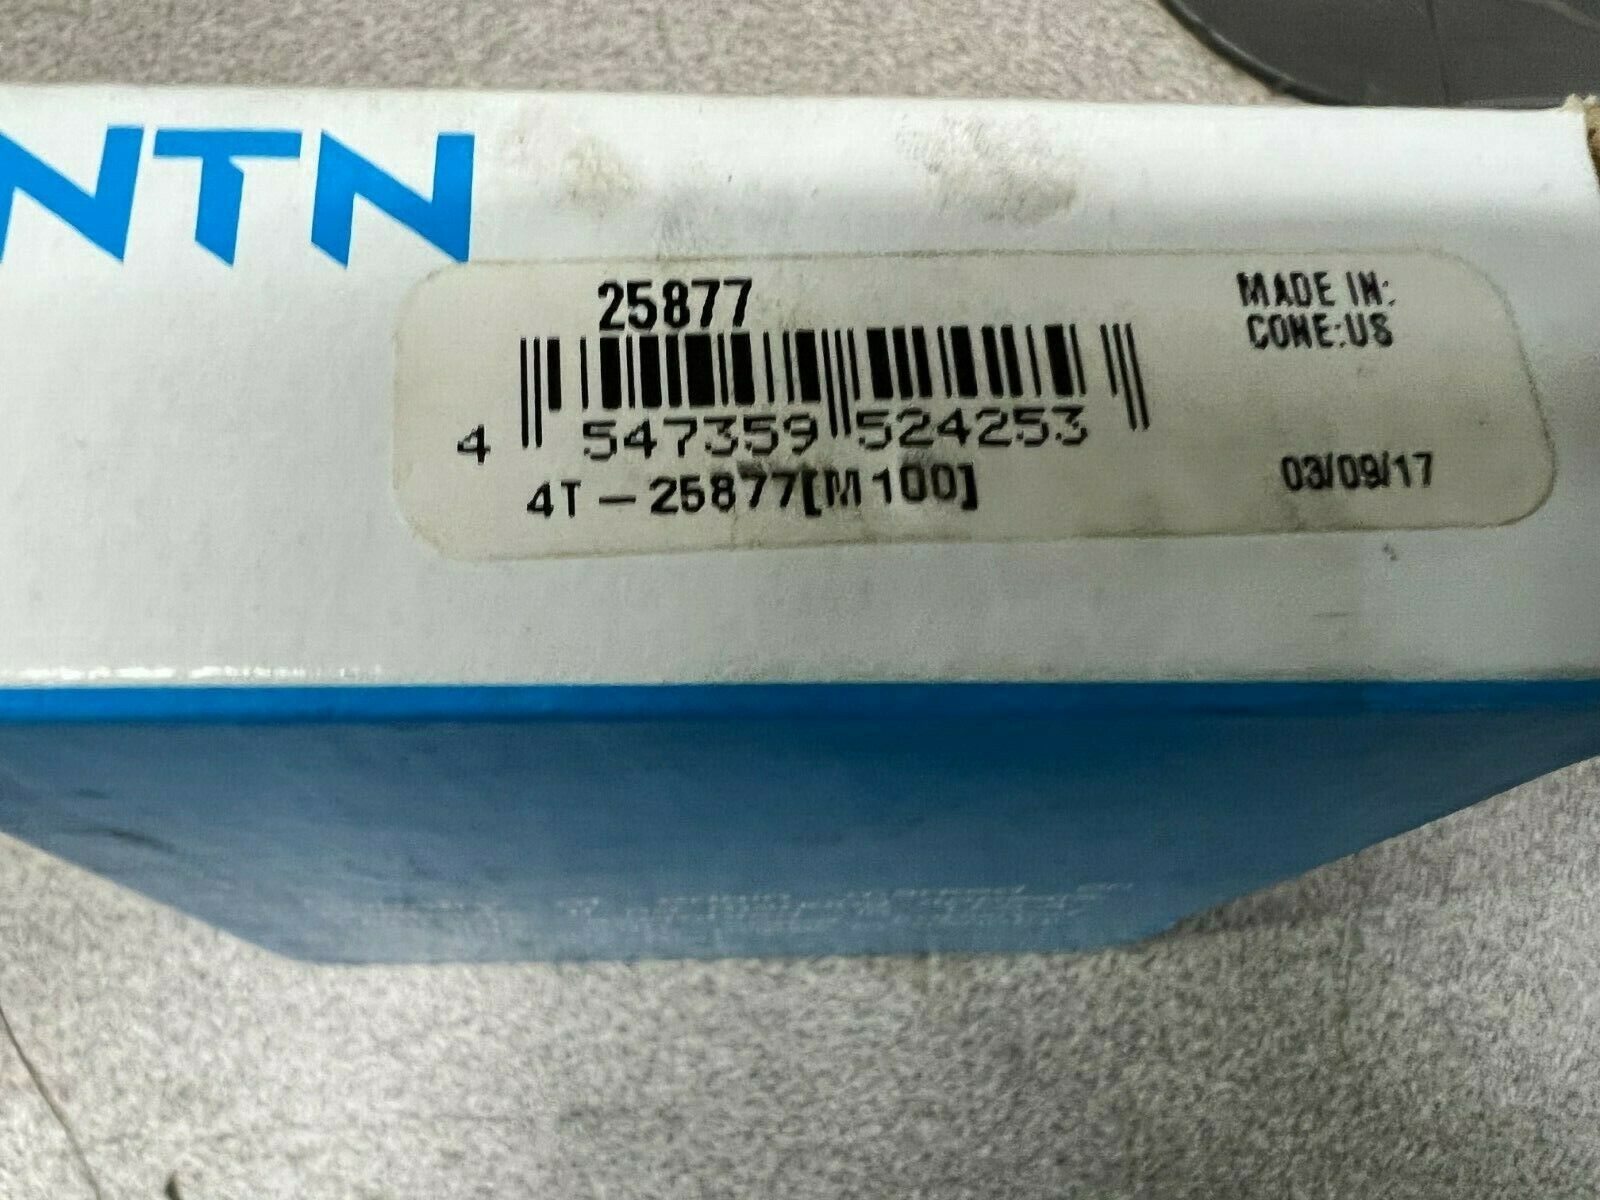 NTN
25877
MADE IN:
CONE:US
4 547359 524253
4T-25877[M100]
03/09/17